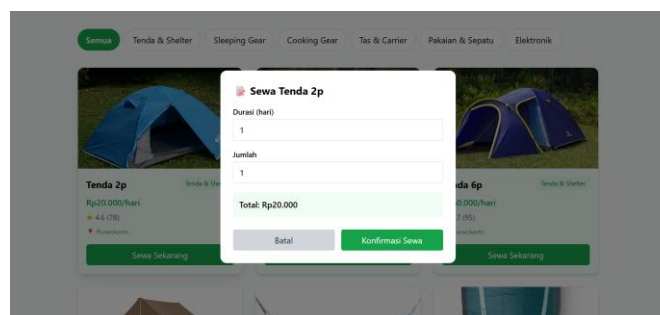 Semua Tenda & Shelter Sleeping Gear Cooking Gear Tas & Carrier Pakaian & Sepatu Elektronik
Sewa Tenda 2p
Durasi (hari)
1
Jumlah
1
Total: Rp20.000
Batal Konfirmasi Sewa
Tenda 2p Tenda & She
Rp20.000/hari
4.6 (78)
Purwokerto
Sewa Sekarang
da 6p Tenda & Shelter
0.000/hari
7 (95)
urwokerto
Sewa Sekarang